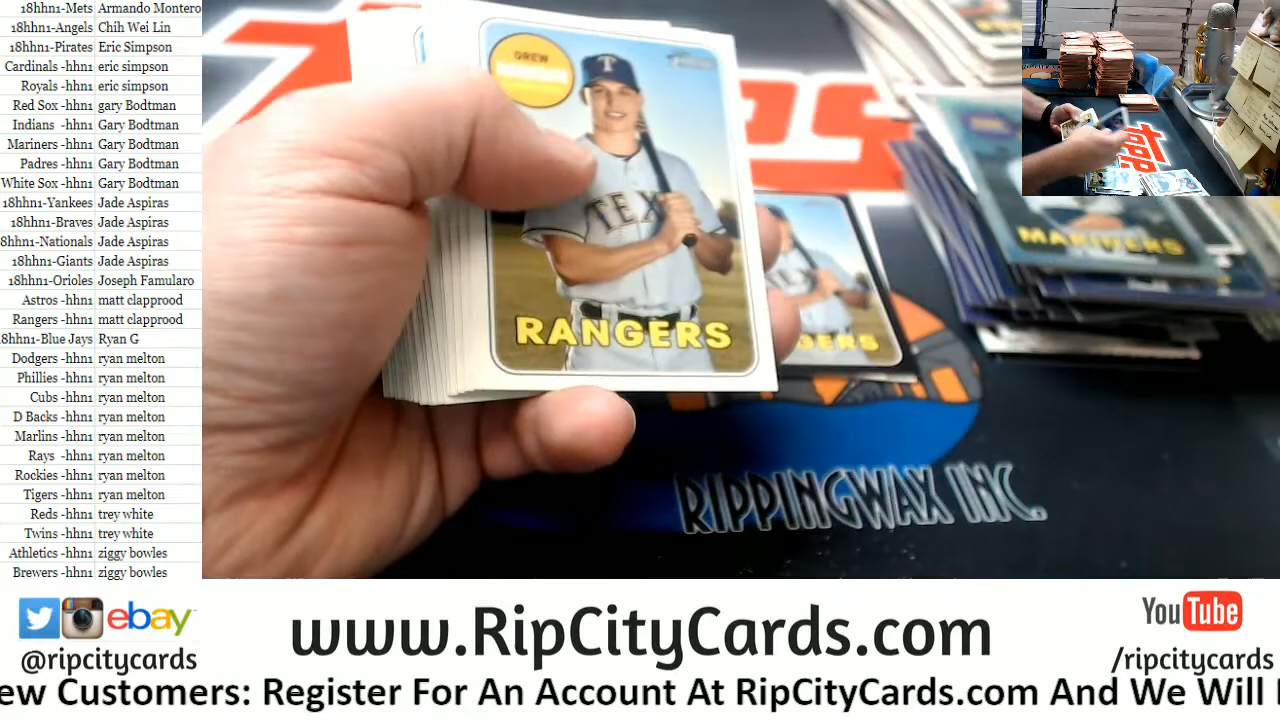 18hhn1-Mets Armando Montero
18hhn1-Angels Chih Wei Lin
18hhn1-Pirates Eric Simpson
Cardinals -hhn1 eric simpson
Royals -hhn1 eric simpson
Red Sox -hhn1 gary Bodtman
Indians -hhn1 Gary Bodtman
Mariners -hhn1 Gary Bodtman
Padres -hhn1 Gary Bodtman
White Sox -hhn1 Gary Bodtman
18hhn1-Yankees Jade Aspiras
18hhn1-Braves Jade Aspiras
8hhn1-Nationals Jade Aspiras
18hhn1-Giants Jade Aspiras
18hhn1-Orioles Joseph Famularo
Astros -hhn1 matt clapprood
Rangers -hhn1 matt clapprood
8hhn1-Blue Jays Ryan G
Dodgers -hhn1 ryan melton
Phillies -hhn1 ryan melton
Cubs -hhn1 ryan melton
D Backs -hhn1 ryan melton
Marlins -hhn1 ryan melton
Rays -hhn1 ryan melton
Rockies -hhn1 ryan melton
Tigers -hhn1 ryan melton
Reds -hhn1 trey white
Twins -hhn1 trey white
Athletics -hhn1 ziggy bowles
Brewers -hhn1 ziggy bowles
DREW
TEX
RANGERS
MARINERS
RIPPINGWAX INC.
ebay
@ripcitycards
www.RipCityCards.com
YouTube
/ripcitycards
ew Customers: Register For An Account At RipCityCards.com And We Will